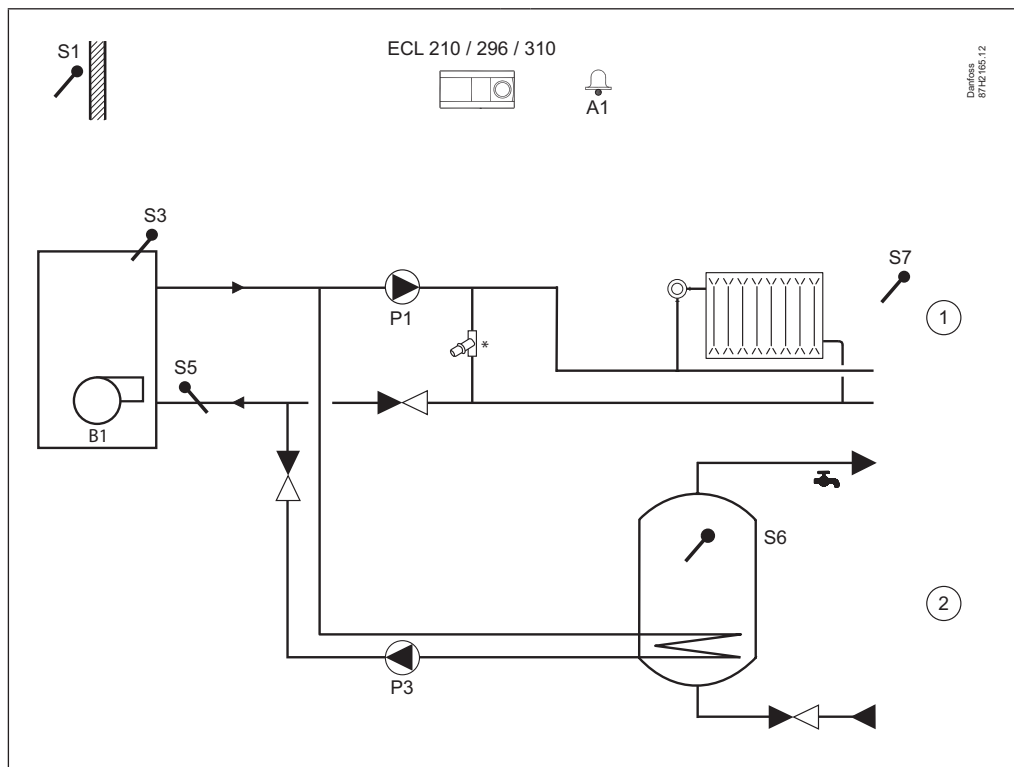 S1
ECL 210 / 296 / 310
A1
Danfoss
87H2165.12
S3
S7
P1
*
1
S5
B1
S6
2
P3